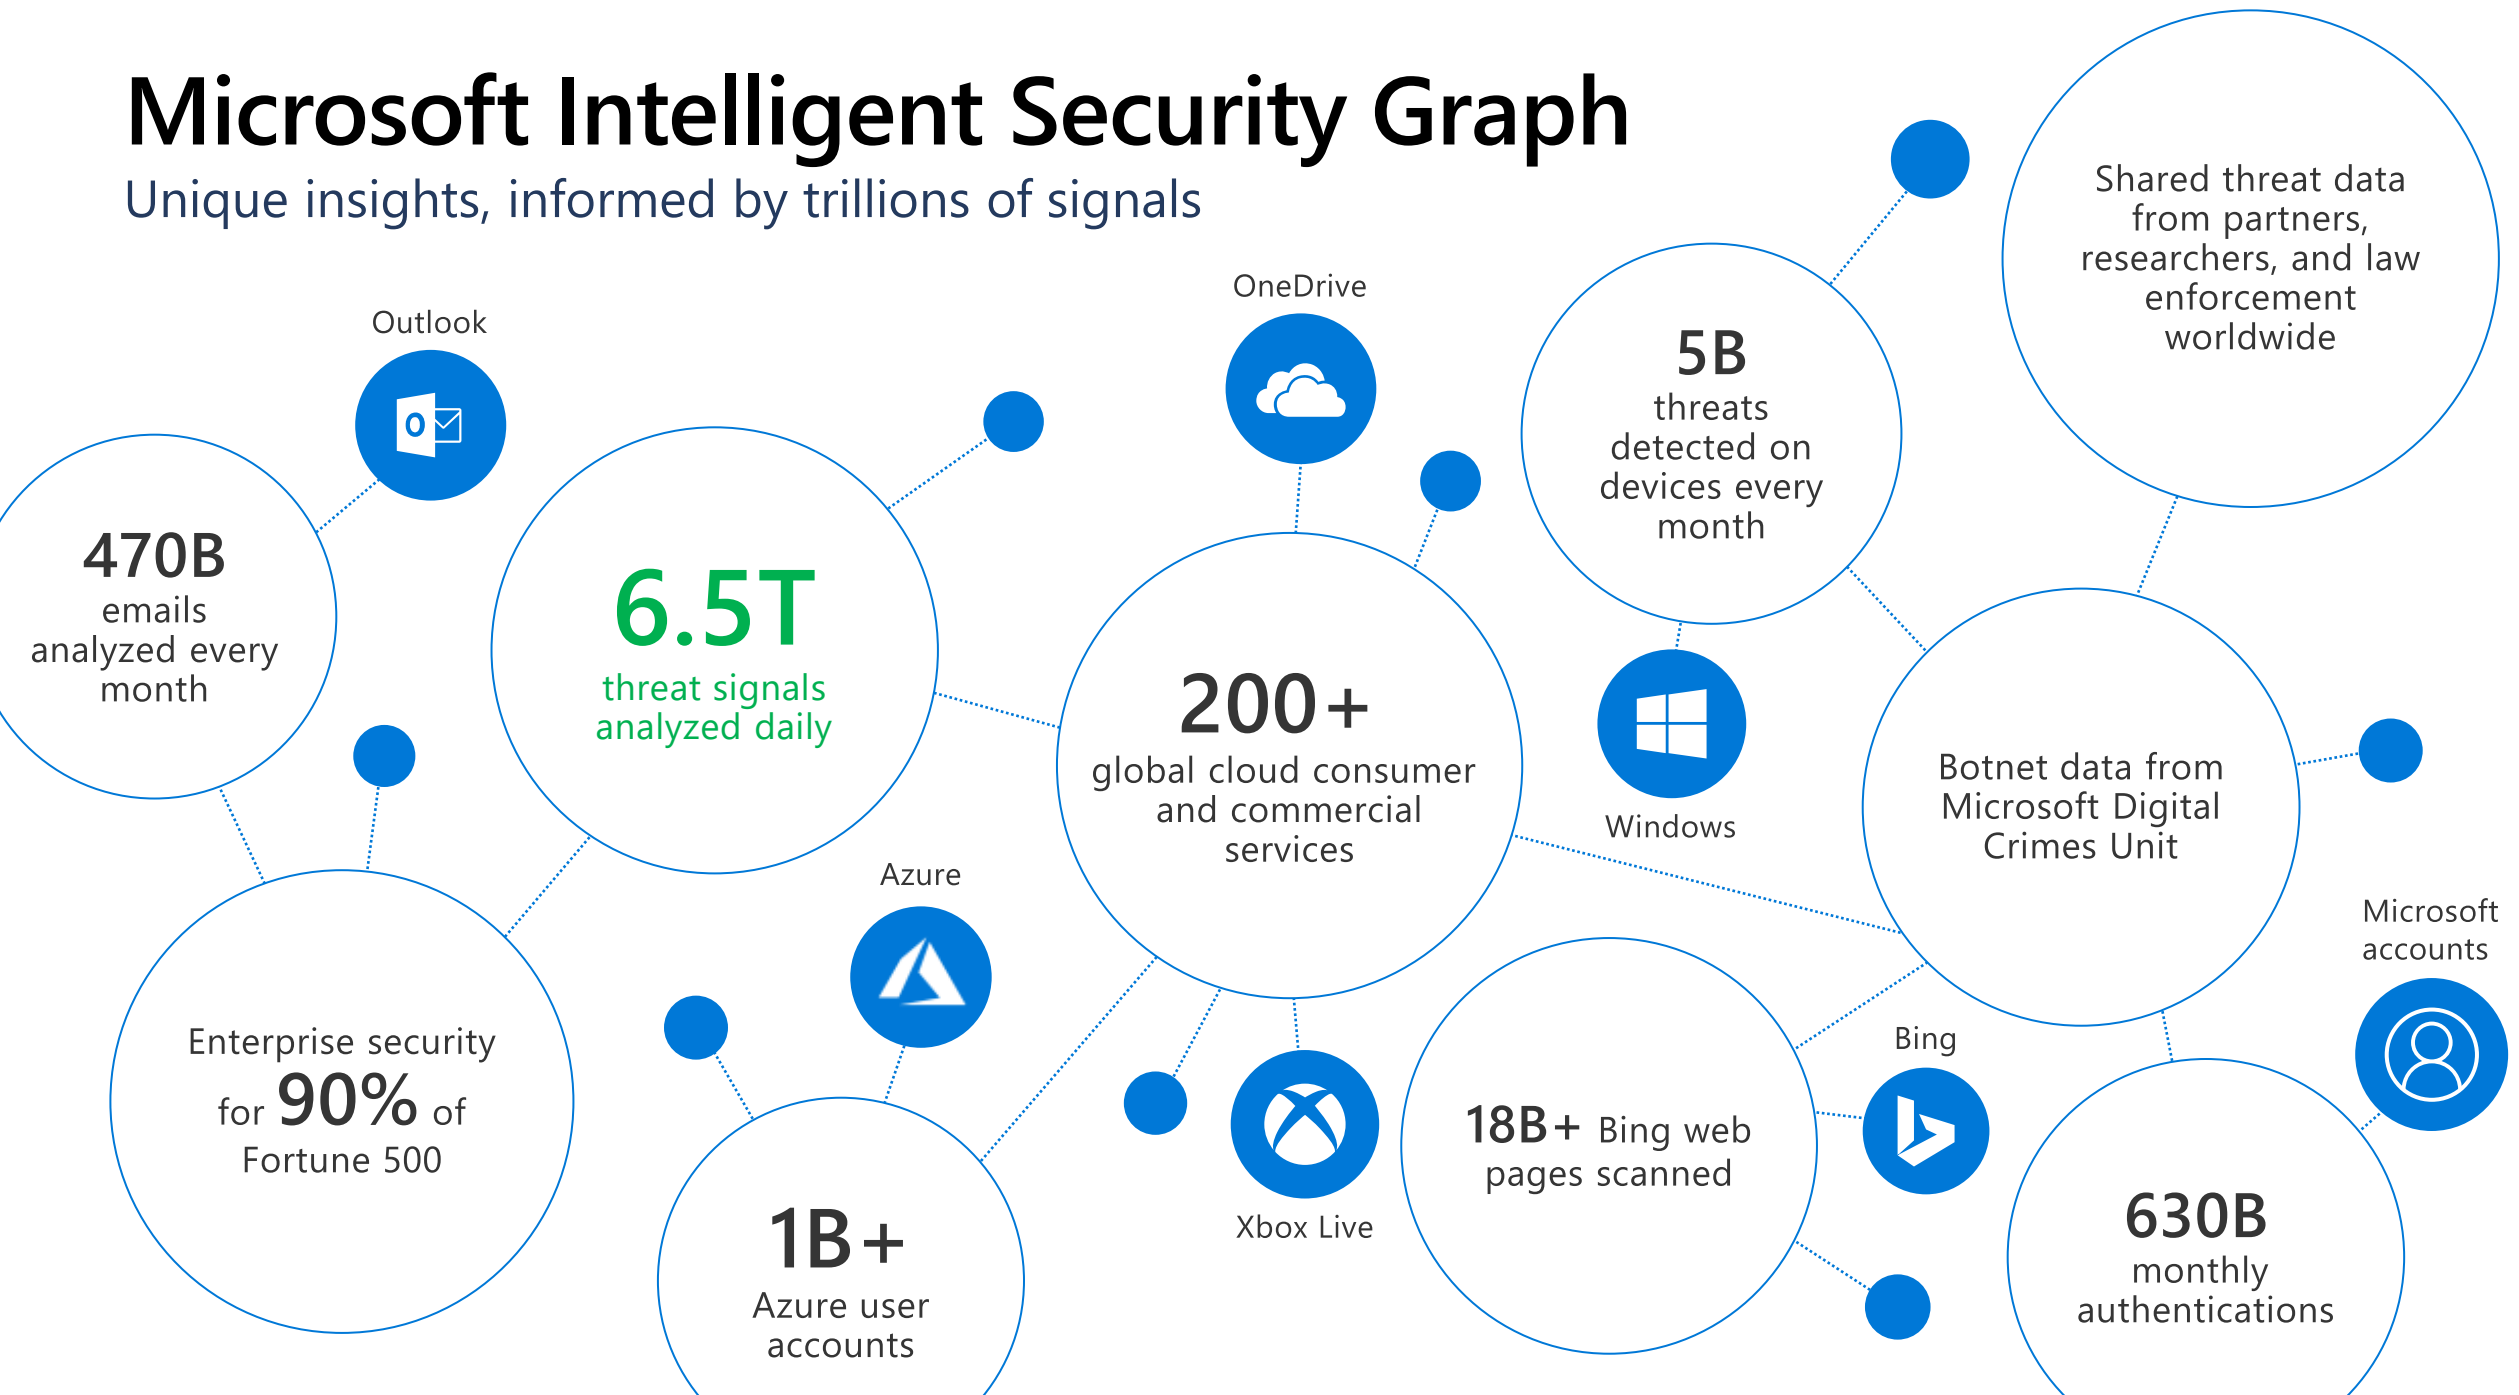 Microsoft Intelligent Security Graph
Unique insights, informed by trillions of signals
Outlook
470B
emails
analyzed every
month
6.5T
threat signals
analyzed daily
OneDrive
200+
global cloud consumer
and commercial
services
5B
threats
detected on
devices every
month
Shared threat data
from partners,
researchers, and law
enforcement
worldwide
Windows
Botnet data from
Microsoft Digital
Crimes Unit
Enterprise security
for 90% of
Fortune 500
Azure
1B+
Azure user
accounts
Xbox Live
18B+ Bing web
pages scanned
Bing
Microsoft
accounts
630B
monthly
authentications